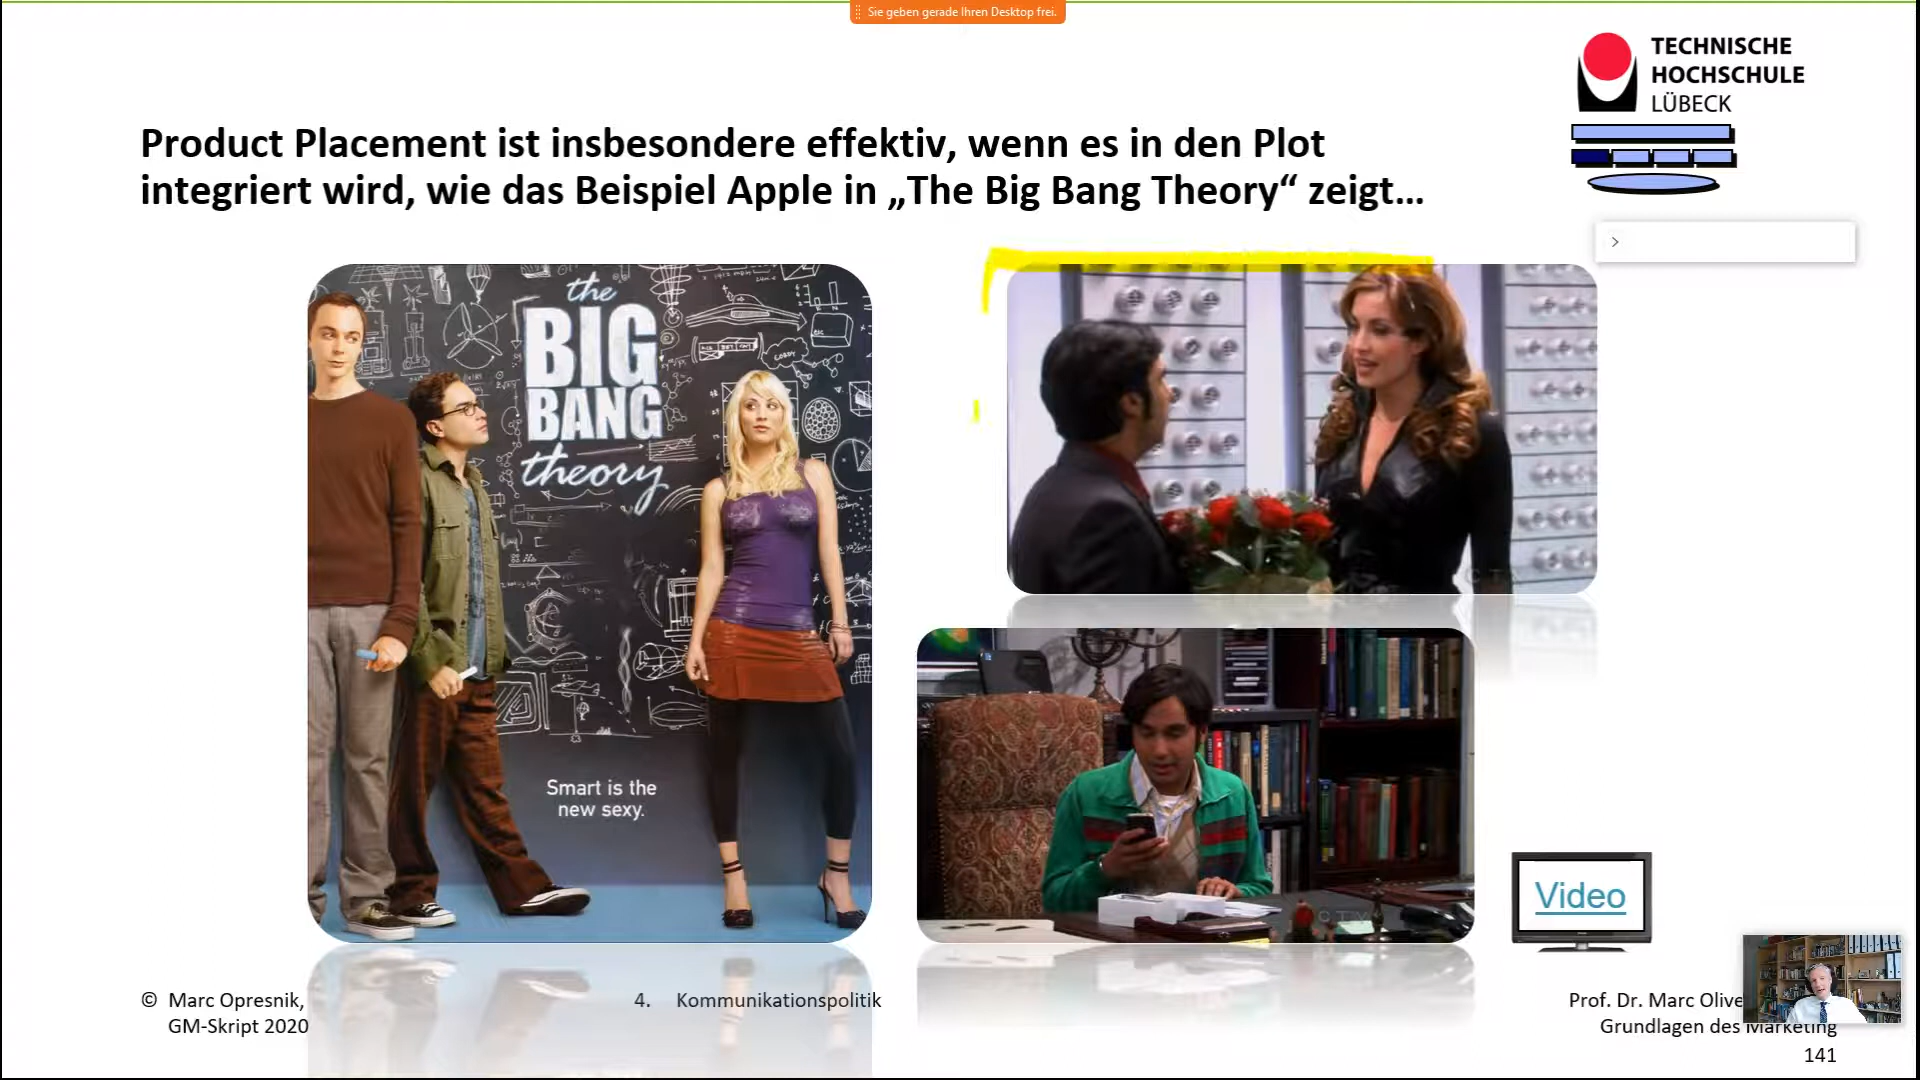 Sie geben gerade Ihren Desktop frei.
TECHNISCHE
HOCHSCHULE
LÜBECK
Product Placement ist insbesondere effektiv, wenn es in den Plot
integriert wird, wie das Beispiel Apple in „The Big Bang Theory“ zeigt...
the
BIG
BANG
theory
Smart is the
new sexy.
CTV
Video
© Marc Opresnik,
GM-Skript 2020
4. Kommunikationspolitik
Prof. Dr. Marc Olive
Grundlagen des Marketing
141